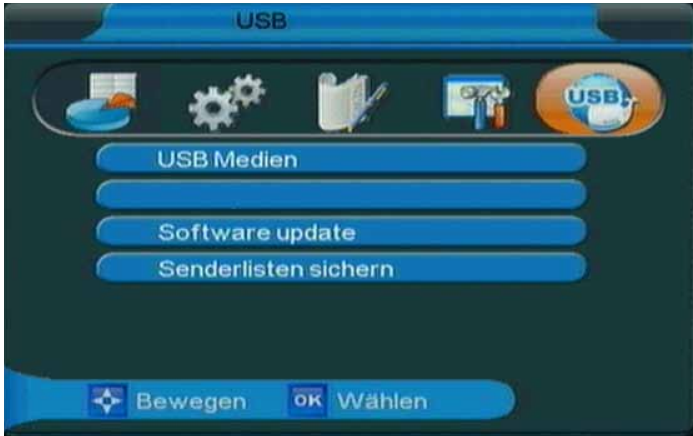 USB
USB
USB Medien
Software update
Senderlisten sichern
Bewegen OK Wählen